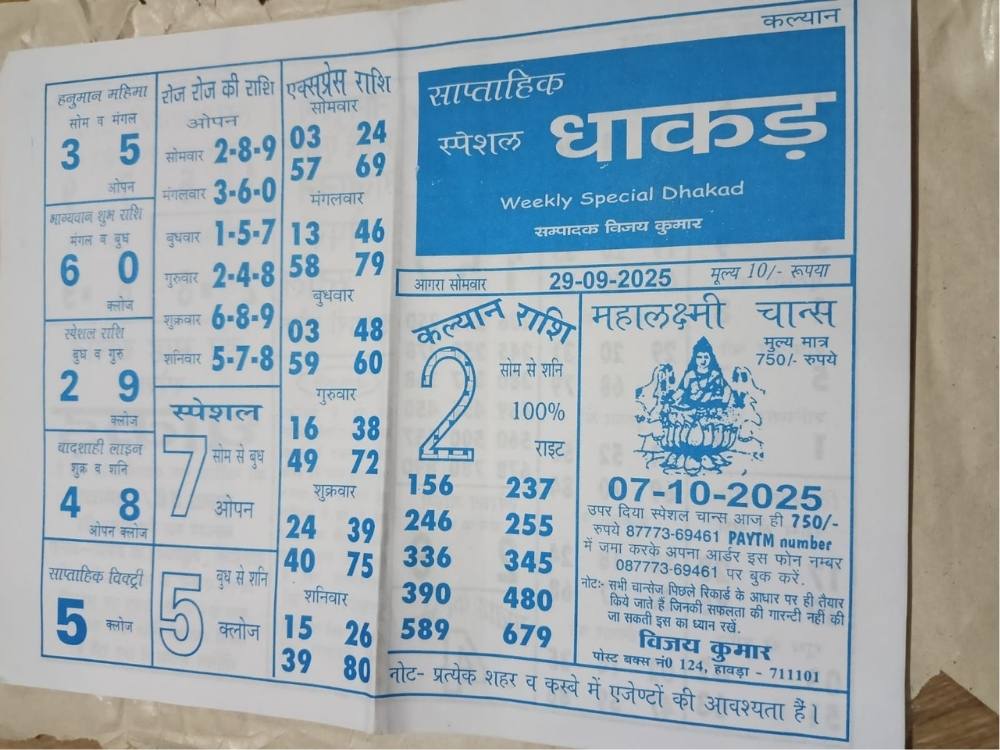 कल्यान
साप्ताहिक
स्पेशल धाकड़
Weekly Special Dhakad
सम्पादक विजय कुमार
आगरा सोमवार 29-09-2025 मूल्य 10/- रूपया
हनुमान महिमा
सोम व मंगल
3 5
ओपन
भाग्यवान शुभ राशि
मंगल व बुध
6 0
क्लोज
स्पेशल राशि
बुध व गुरु
2 9
क्लोज
बादशाही लाइन
शुक्र व शनि
4 8
ओपन क्लोज
साप्ताहिक विक्ट्री
5 क्लोज
रोज रोज की राशि
ओपन
सोमवार 2-8-9
मंगलवार 3-6-0
बुधवार 1-5-7
गुरुवार 2-4-8
शुक्रवार 6-8-9
शनिवार 5-7-8
स्पेशल
7 सोम से बुध
ओपन
5 बुध से शनि
क्लोज
एक्सप्रेस राशि
सोमवार
03 24
57 69
मंगलवार
13 46
58 79
बुधवार
03 48
59 60
गुरुवार
16 38
49 72
शुक्रवार
24 39
40 75
शनिवार
15 26
39 80
कल्यान राशि
2 सोम से शनि
100%
राइट
156 237
246 255
336 345
390 480
589 679
महालक्ष्मी चान्स
मुल्य मात्र
750/- रुपये
07-10-2025
उपर दिया स्पेशल चान्स आज ही 750/-
रुपये 87773-69461 PAYTM number
में जमा करके अपना आर्डर इस फोन नम्बर
087773-69461 पर बुक करें.
नोटः- सभी चान्सेज पिछले रिकार्ड के आधार पर ही तैयार
किये जाते हैं जिनकी सफलता की गारन्टी नहीं की
जा सकती इस का ध्यान रखें.
विजय कुमार
पोस्ट बक्स नं0 124, हावड़ा - 711101
नोट- प्रत्येक शहर व कस्बे में एजेण्टों की आवश्यता हैं।